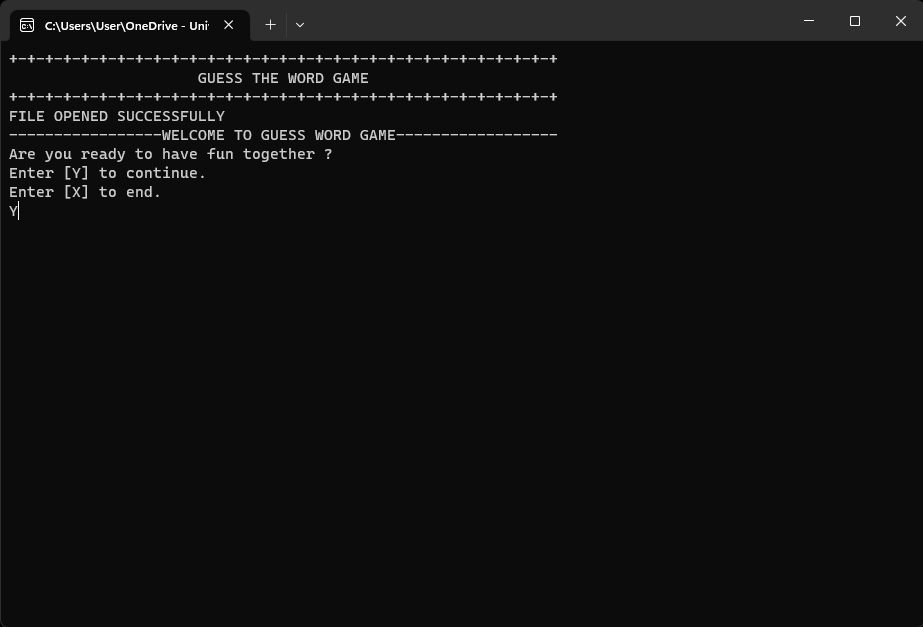 C:\Users\User\OneDrive - Uni
+-+-+-+-+-+-+-+-+-+-+-+-+-+-+-+-+-+-+-+-+-+-+-+-+-+-+-+-+-+
GUESS THE WORD GAME
+-+-+-+-+-+-+-+-+-+-+-+-+-+-+-+-+-+-+-+-+-+-+-+-+-+-+-+-+-+
FILE OPENED SUCCESSFULLY
-----------------WELCOME TO GUESS WORD GAME------------------
Are you ready to have fun together ?
Enter [Y] to continue.
Enter [X] to end.
Y